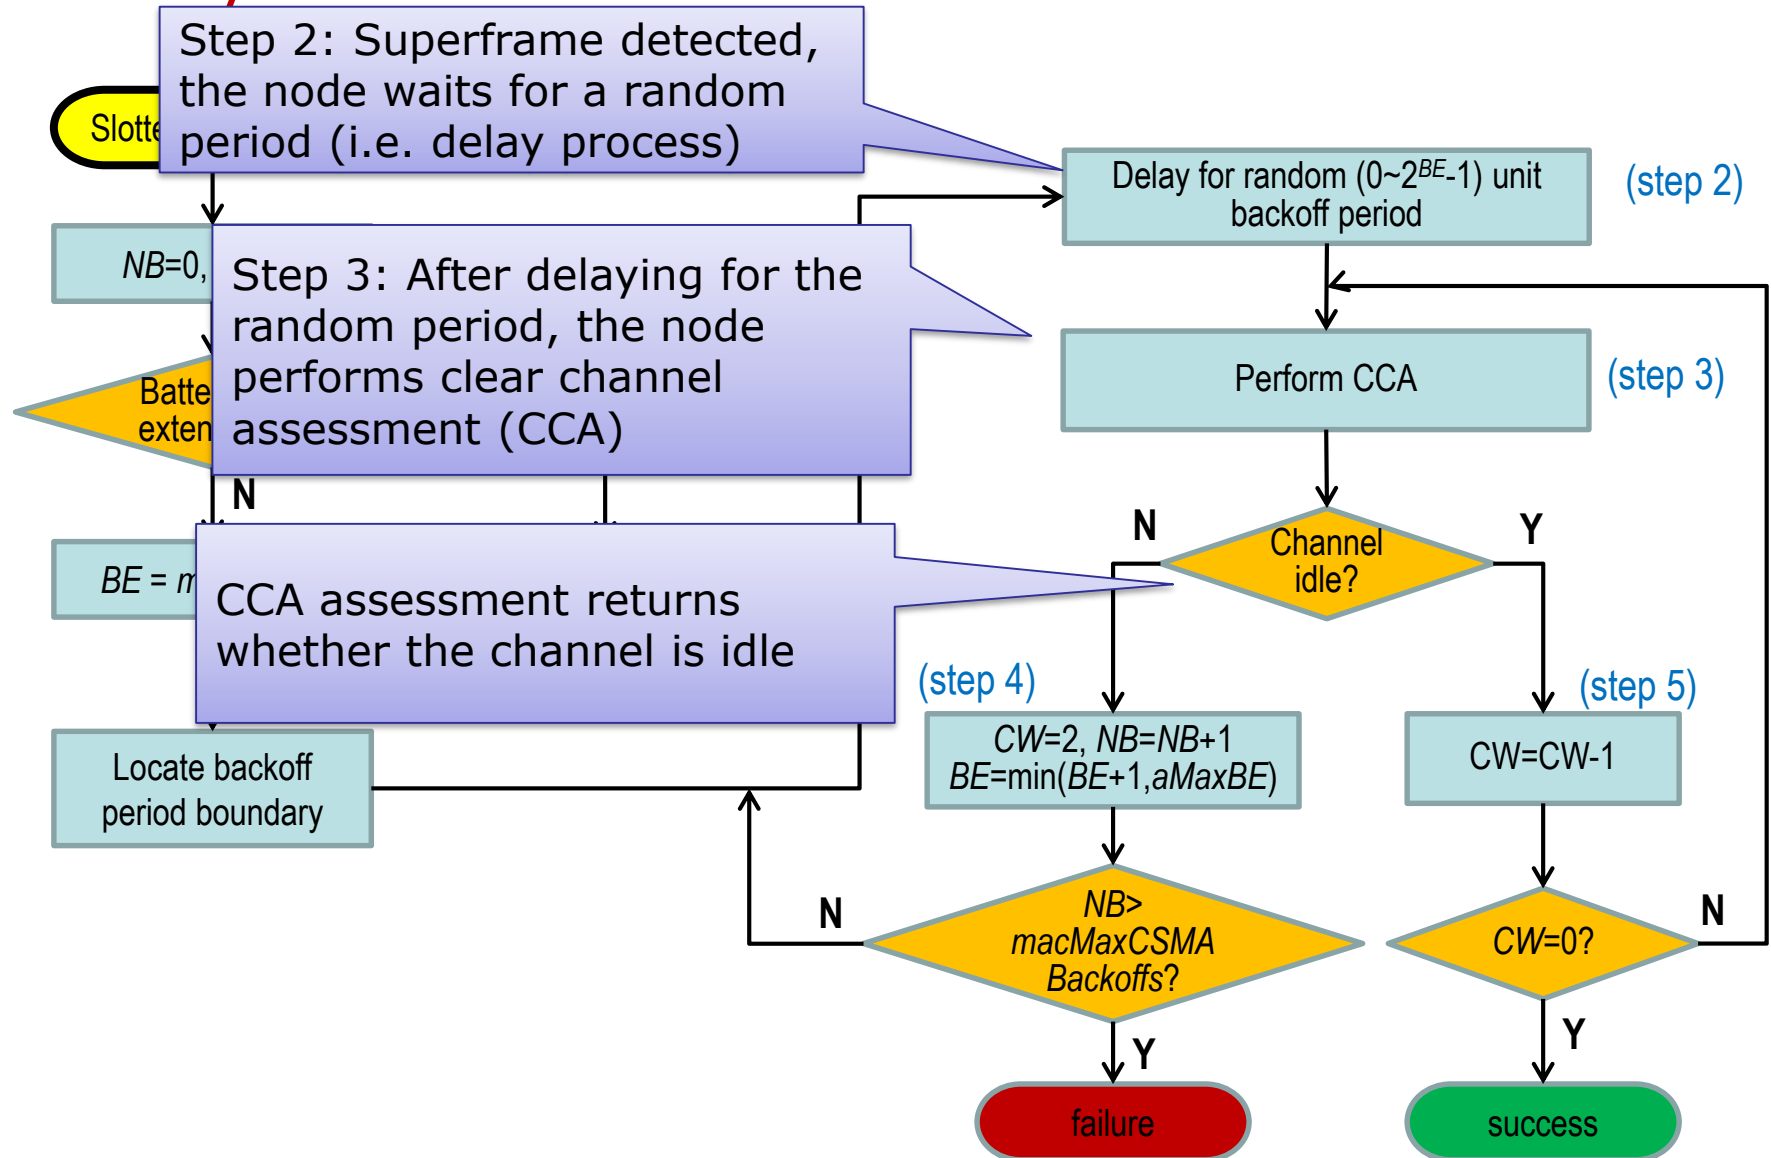 Step 2: Superframe detected,
the node waits for a random
period (i.e. delay process)
Delay for random (0~2^BE-1) unit
backoff period
(step 2)
NB=0,
Step 3: After delaying for the
random period, the node
performs clear channel
assessment (CCA)
Perform CCA
(step 3)
N
N
Channel
idle?
Y
BE =
CCA assessment returns
whether the channel is idle
(step 4)
(step 5)
Locate backoff
period boundary
CW=2, NB=NB+1
BE=min(BE+1,aMaxBE)
CW=CW-1
N
NB>
macMaxCSMA
Backoffs?
CW=0?
N
Y
Y
failure
success